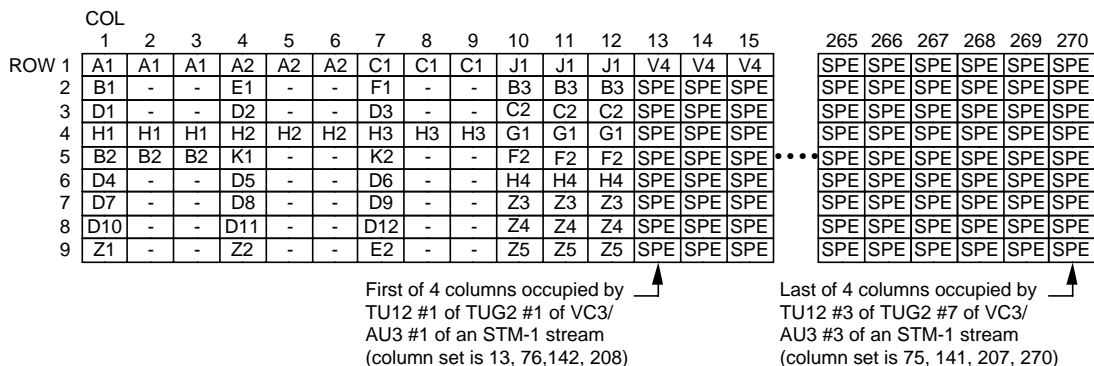 COL
1 2 3 4 5 6 7 8 9 10 11 12 13 14 15 265 266 267 268 269 270
ROW 1 A1 A1 A1 A2 A2 A2 C1 C1 C1 J1 J1 J1 V4 V4 V4 SPE SPE SPE SPE SPE SPE
2 B1 - - E1 - - F1 - - B3 B3 B3 SPE SPE SPE SPE SPE SPE SPE SPE SPE
3 D1 - - D2 - - D3 - - C2 C2 C2 SPE SPE SPE SPE SPE SPE SPE SPE SPE
4 H1 H1 H1 H2 H2 H2 H3 H3 H3 G1 G1 G1 SPE SPE SPE SPE SPE SPE SPE SPE SPE
5 B2 B2 B2 K1 - - K2 - - F2 F2 F2 SPE SPE SPE SPE SPE SPE SPE SPE SPE
6 D4 - - D5 - - D6 - - H4 H4 H4 SPE SPE SPE SPE SPE SPE SPE SPE SPE
7 D7 - - D8 - - D9 - - Z3 Z3 Z3 SPE SPE SPE SPE SPE SPE SPE SPE SPE
8 D10 - - D11 - - D12 - - Z4 Z4 Z4 SPE SPE SPE SPE SPE SPE SPE SPE SPE
9 Z1 - - Z2 - - E2 - - Z5 Z5 Z5 SPE SPE SPE SPE SPE SPE SPE SPE SPE
First of 4 columns occupied by
TU12 #1 of TUG2 #1 of VC3/
AU3 #1 of an STM-1 stream
(column set is 13, 76,142, 208)
Last of 4 columns occupied by
TU12 #3 of TUG2 #7 of VC3/
AU3 #3 of an STM-1 stream
(column set is 75, 141, 207, 270)